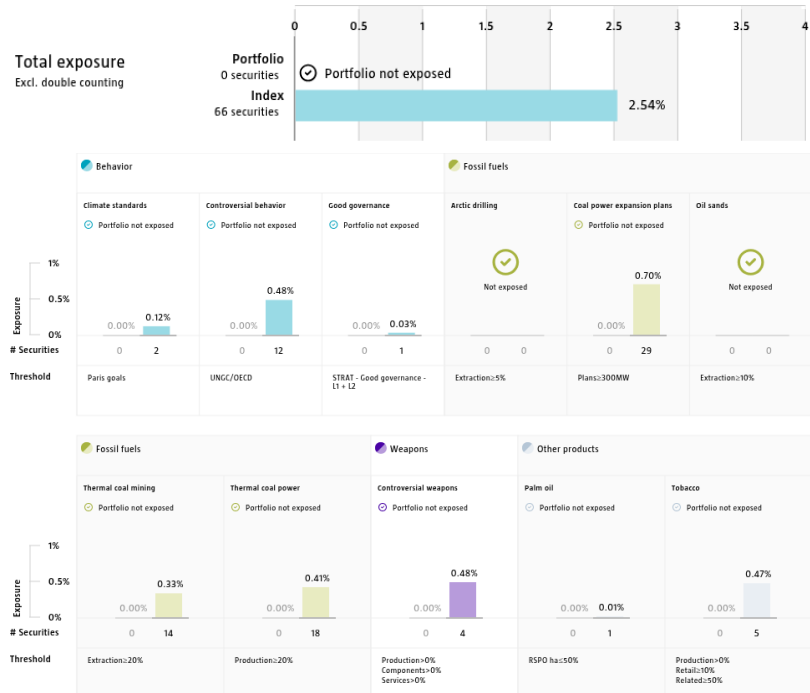 0 0.5 1 1.5 2 2.5 3 3.5 4
Total exposure
Excl. double counting
Portfolio
0 securities
Portfolio not exposed
Index
66 securities
2.54%
Behavior
Fossil fuels
Climate standards
Controversial behavior
Good governance
Arctic drilling
Coal power expansion plans
Oil sands
Portfolio not exposed
Portfolio not exposed
Portfolio not exposed
Portfolio not exposed
Not exposed
Not exposed
Exposure
1%
0.5%
0%
0.00% 0.12%
0.00% 0.48%
0.00% 0.03%
0.00% 0.70%
# Securities
0 2
0 12
0 1
0 0
0 29
0 0
Threshold
Paris goals
UNGC/OECD
STRAT - Good governance -
L1 + L2
Extraction≥5%
Plans≥300MW
Extraction≥10%
Fossil fuels
Weapons
Other products
Thermal coal mining
Thermal coal power
Controversial weapons
Palm oil
Tobacco
Portfolio not exposed
Portfolio not exposed
Portfolio not exposed
Portfolio not exposed
Portfolio not exposed
Exposure
1%
0.5%
0%
0.00% 0.33%
0.00% 0.41%
0.00% 0.48%
0.00% 0.01%
0.00% 0.47%
# Securities
0 14
0 18
0 4
0 1
0 5
Threshold
Extraction≥20%
Production≥20%
Production>0%
Components>0%
Services>0%
RSPO ha≤50%
Production>0%
Retail≥10%
Related≥50%